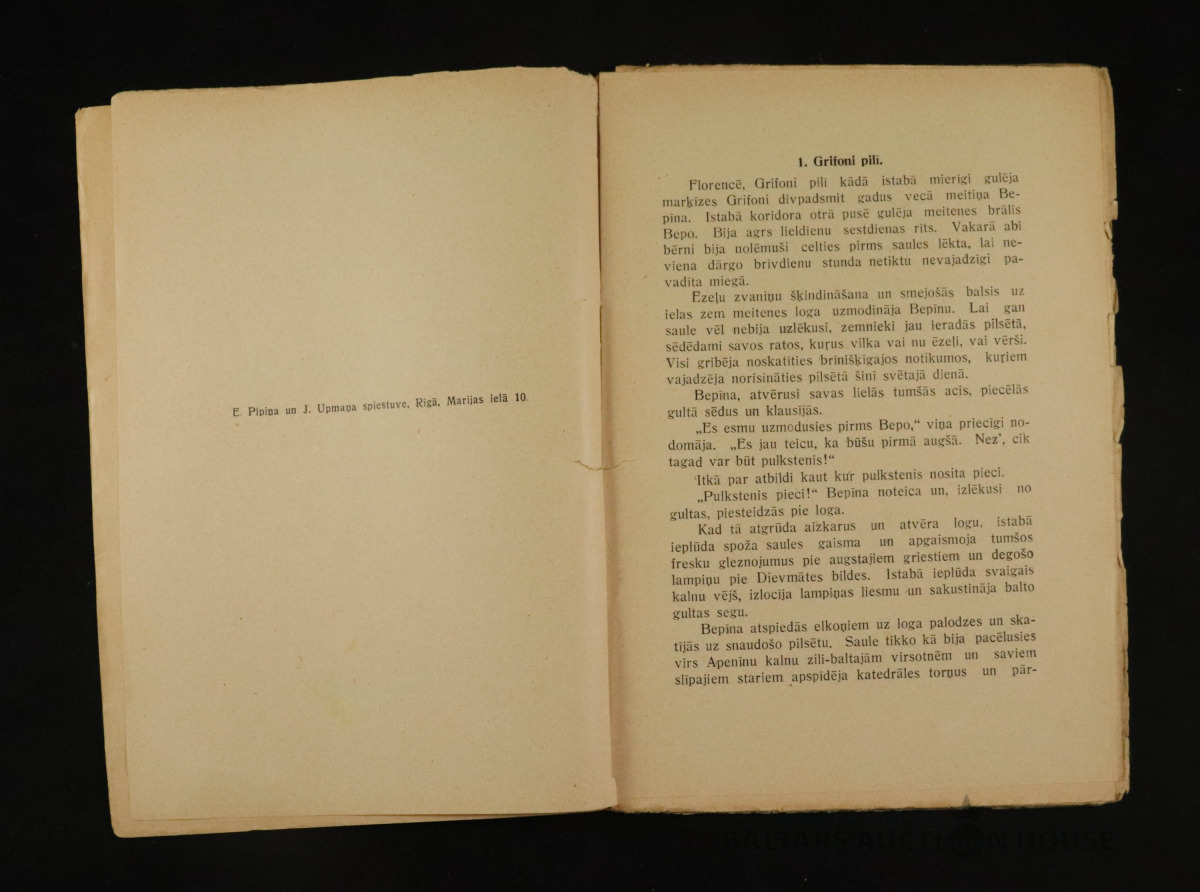 E. Pīpiņa un J. Upmaņa spiestuve, Rīgā, Marijas ielā 10.
1. Grifoni pilī.
Florencē, Grifoni pilī kādā istabā mierīgi gulēja
marķīzes Grifoni divpadsmit gadus vecā meitiņa Be-
pīna. Istabā koridora otrā pusē gulēja meitenes brālis
Bepo. Bija agrs lieldienu sestdienas rīts. Vakarā abi
bērni bija nolēmuši celties pirms saules lēkta, lai ne-
viena dārgo brīvdienu stunda netiktu nevajadzīgi pa-
vadīta miegā.
Ēzeļu zvaniņu šķindināšana un smejošās balsis uz
ielas zem meitenes loga uzmodināja Bepīnu. Lai gan
saule vēl nebija uzlēkusi, zemnieki jau ieradās pilsētā,
sēdēdami savos ratos, kuŗus vilka vai nu ēzeļi, vai vērši.
Visi gribēja noskatīties brīnišķīgajos notikumos, kuŗiem
vajadzēja norisināties pilsētā šinī svētajā dienā.
Bepīna, atvērusi savas lielās tumšās acis, piecēlās
gultā sēdus un klausījās.
„Es esmu uzmodusies pirms Bepo,“ viņa priecīgi no-
domāja. „Es jau teicu, ka būšu pirmā augšā. Nez’, cik
tagad var būt pulkstenis!“
Itkā par atbildi kaut kur pulkstenis nosita pieci.
„Pulkstenis pieci!“ Bepīna noteica un, izlēkusi no
gultas, piesteidzās pie loga.
Kad tā atgrūda aizkarus un atvēra logu, istabā
ieplūda spoža saules gaisma un apgaismoja tumšos
fresku gleznojumus pie augstajiem griestiem un degošo
lampiņu pie Dievmātes bildes. Istabā ieplūda svaigais
kalnu vējš, izlocīja lampiņas liesmu un sakustināja balto
gultas segu.
Bepīna atspiedās elkoņiem uz loga palodzes un ska-
tījās uz snaudošo pilsētu. Saule tikko kā bija pacēlusies
virs Apeninu kalnu zili-baltajām virsotnēm un saviem
slīpajiem stariem apspīdēja katedrāles torņus un pār-
BALTARS AUCTION HOUSE